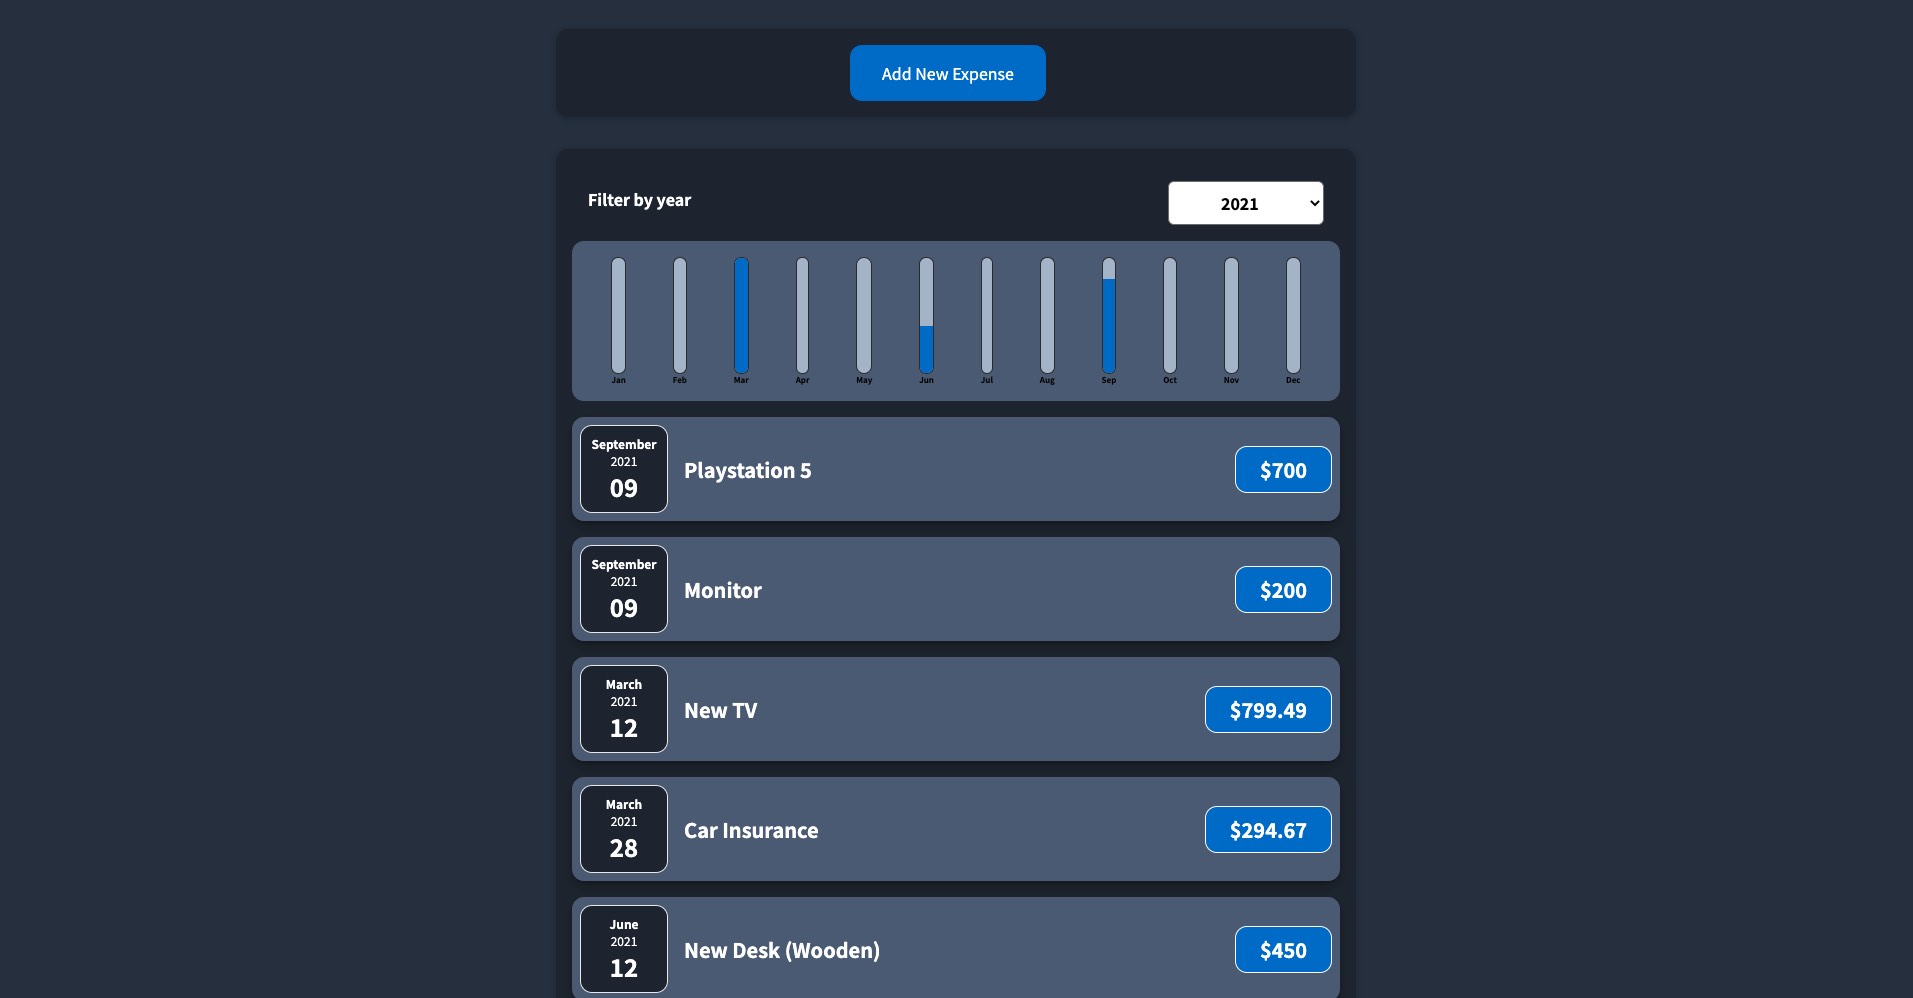 Add New Expense
Filter by year
2021
Jan Feb Mar Apr May Jun Jul Aug Sep Oct Nov Dec
September
2021
09
Playstation 5
$700
September
2021
09
Monitor
$200
March
2021
12
New TV
$799.49
March
2021
28
Car Insurance
$294.67
June
2021
12
New Desk (Wooden)
$450